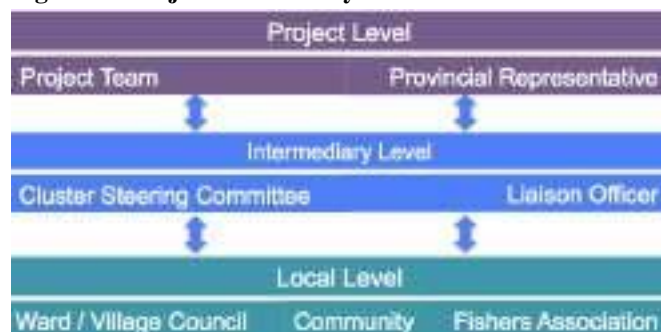 Project Level
Project Team Provincial Representative
Intermediary Level
Cluster Steering Committee Liaison Officer
Local Level
Ward / Village Council Community Fishers Association